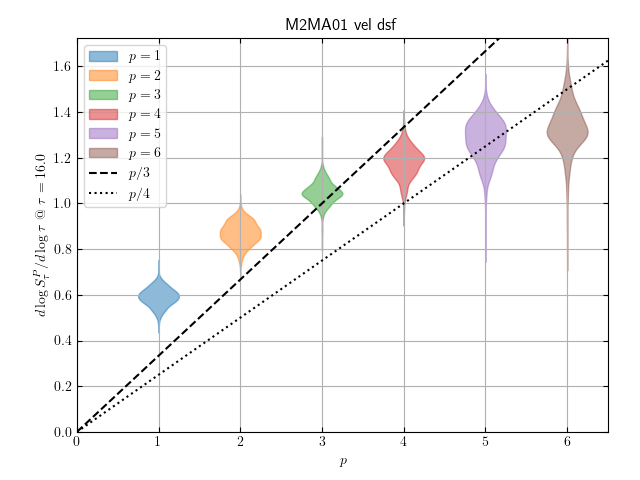 M2MA01 vel dsf
d log S_τ^P / d log τ @ τ = 16.0
1.6
1.4
1.2
1.0
0.8
0.6
0.4
0.2
0.0
p = 1
p = 2
p = 3
p = 4
p = 5
p = 6
p/3
p/4
0 1 2 3 4 5 6
p